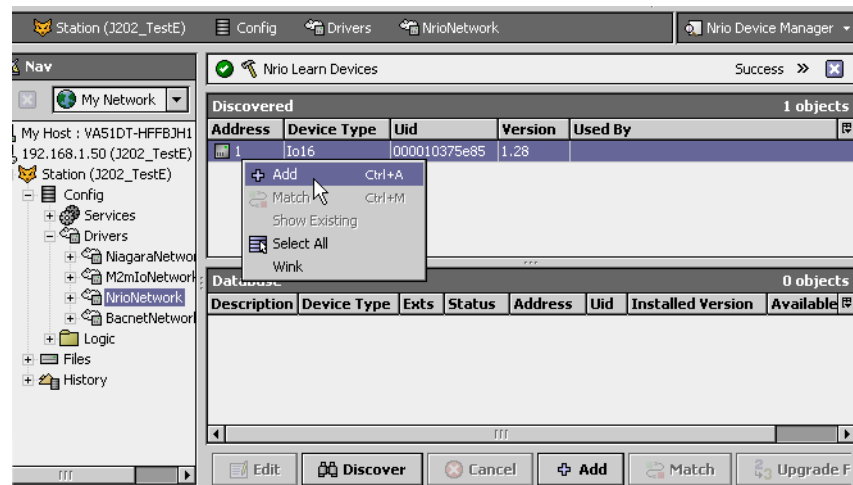 Station (J202_TestE) Config Drivers NrioNetwork Nrio Device Manager
Nav
Nrio Learn Devices Success »
My Network
Discovered 1 objects
Address Device Type Uid Version Used By
My Host : VA51DT-HFFBJH1
192.168.1.50 (J202_TestE)
1 Io16 000010375e85 1.28
Station (J202_TestE)
Add Ctrl+A
Config
Match Ctrl+M
Services
Show Existing
Drivers
Select All
NiagaraNetwor
Wink
M2mIoNetwork
Database 0 objects
NrioNetwork
Description Device Type Exts Status Address Uid Installed Version Available
BacnetNetworl
Logic
Files
History
Edit Discover Cancel Add Match Upgrade F